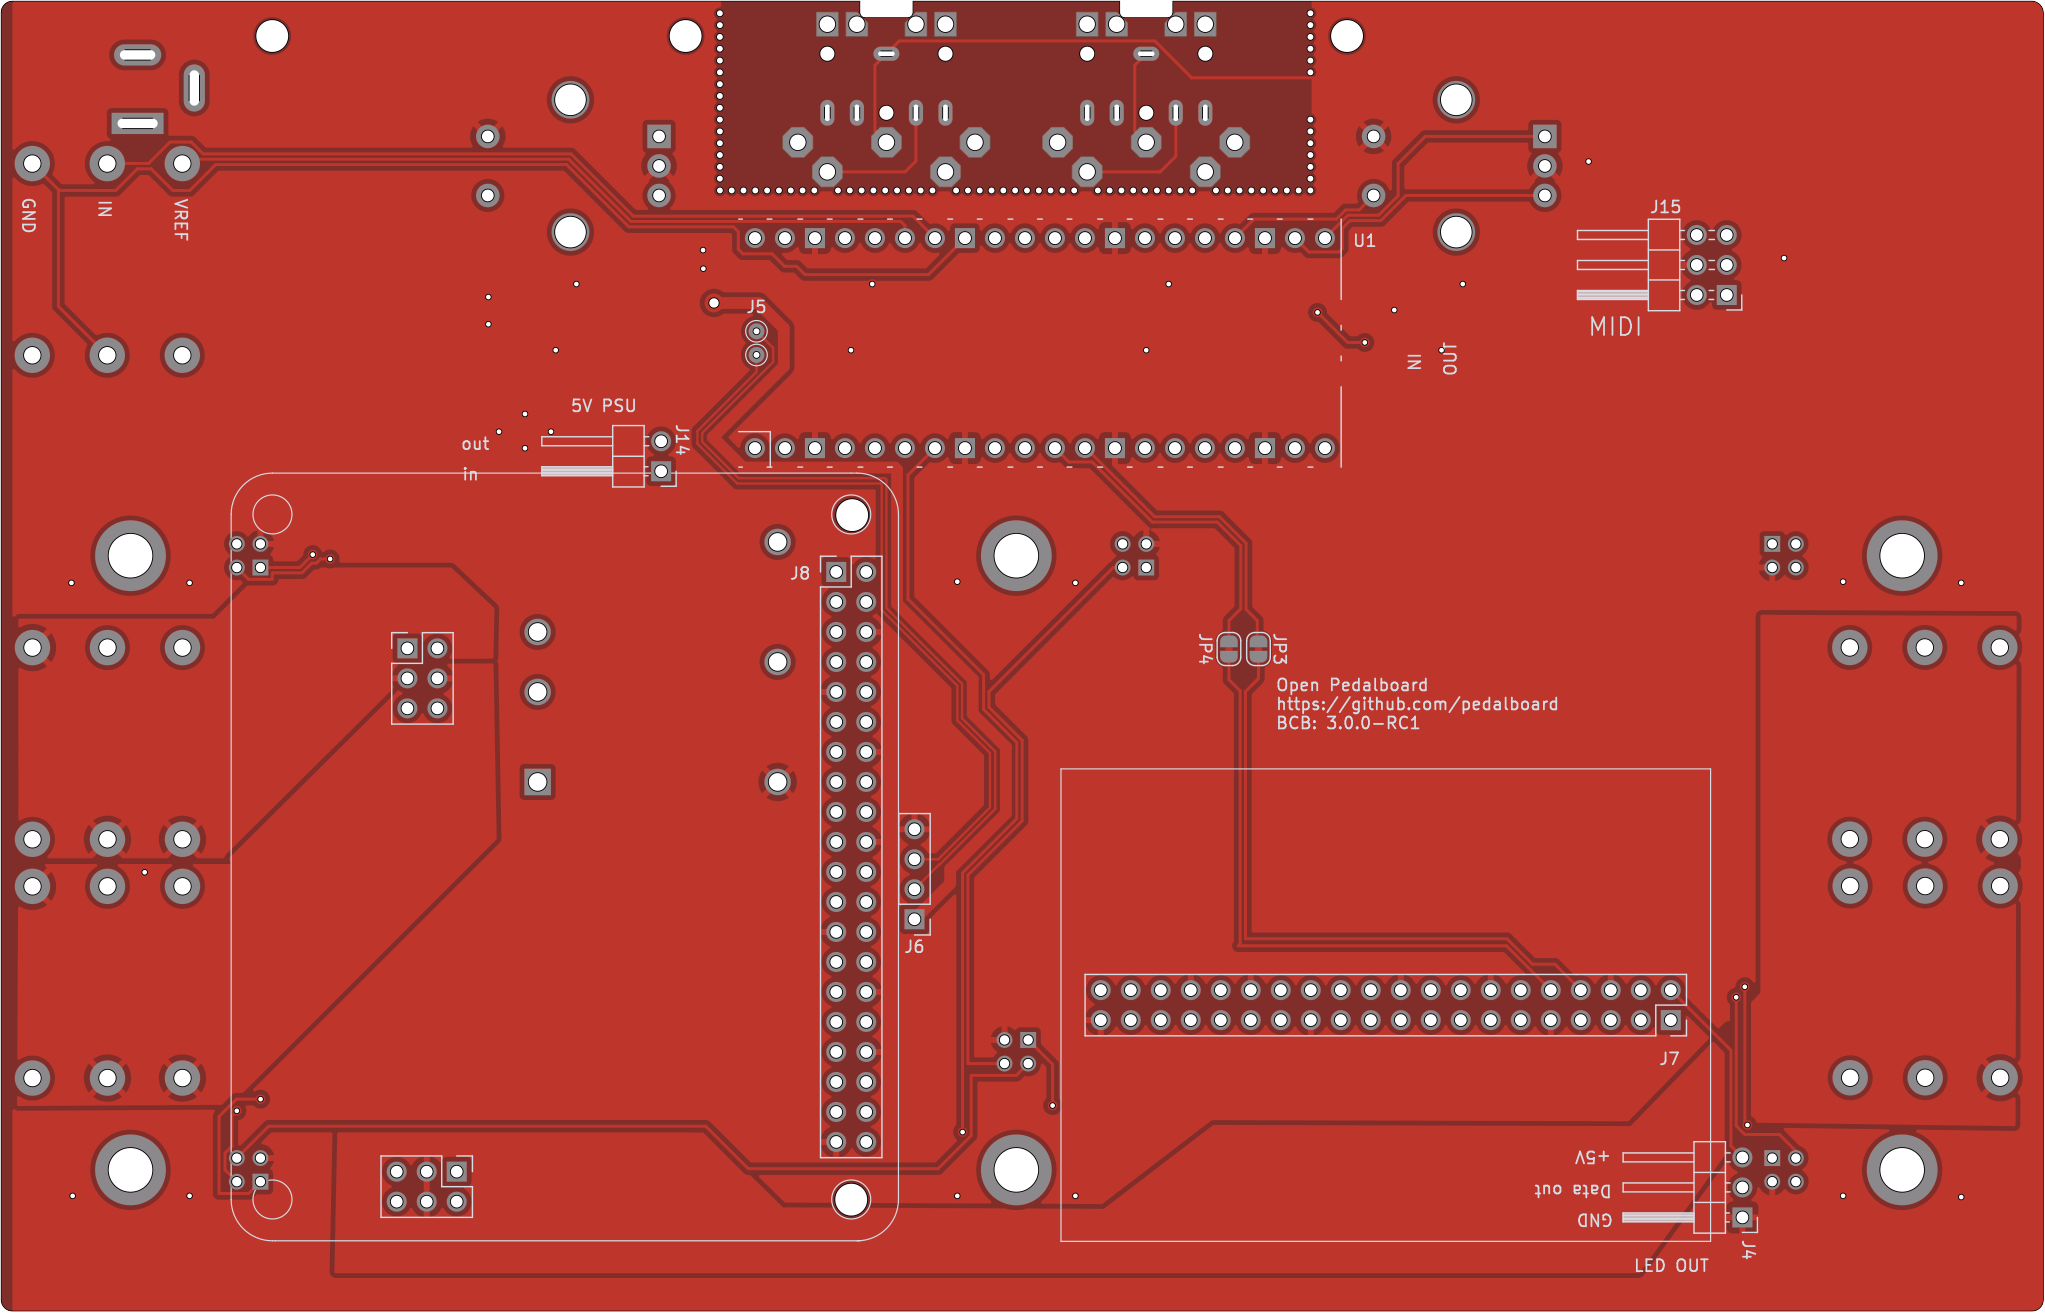 GND
IN
VREF
J15
U1
MIDI
IN
OUT
J5
5V PSU
out
in
J14
J8
JP4
JP3
Open Pedalboard
https://github.com/pedalboard
BCB: 3.0.0-RC1
J6
J7
+5V
Data out
GND
J4
LED OUT